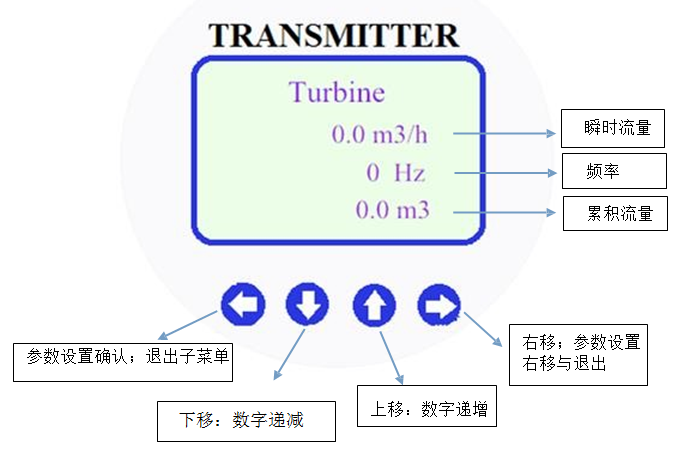 TRANSMITTER
Turbine
0.0 m3/h
瞬时流量
0 Hz
频率
0.0 m3
累积流量
参数设置确认；退出子菜单
下移：数字递减
上移：数字递增
右移；参数设置
右移与退出